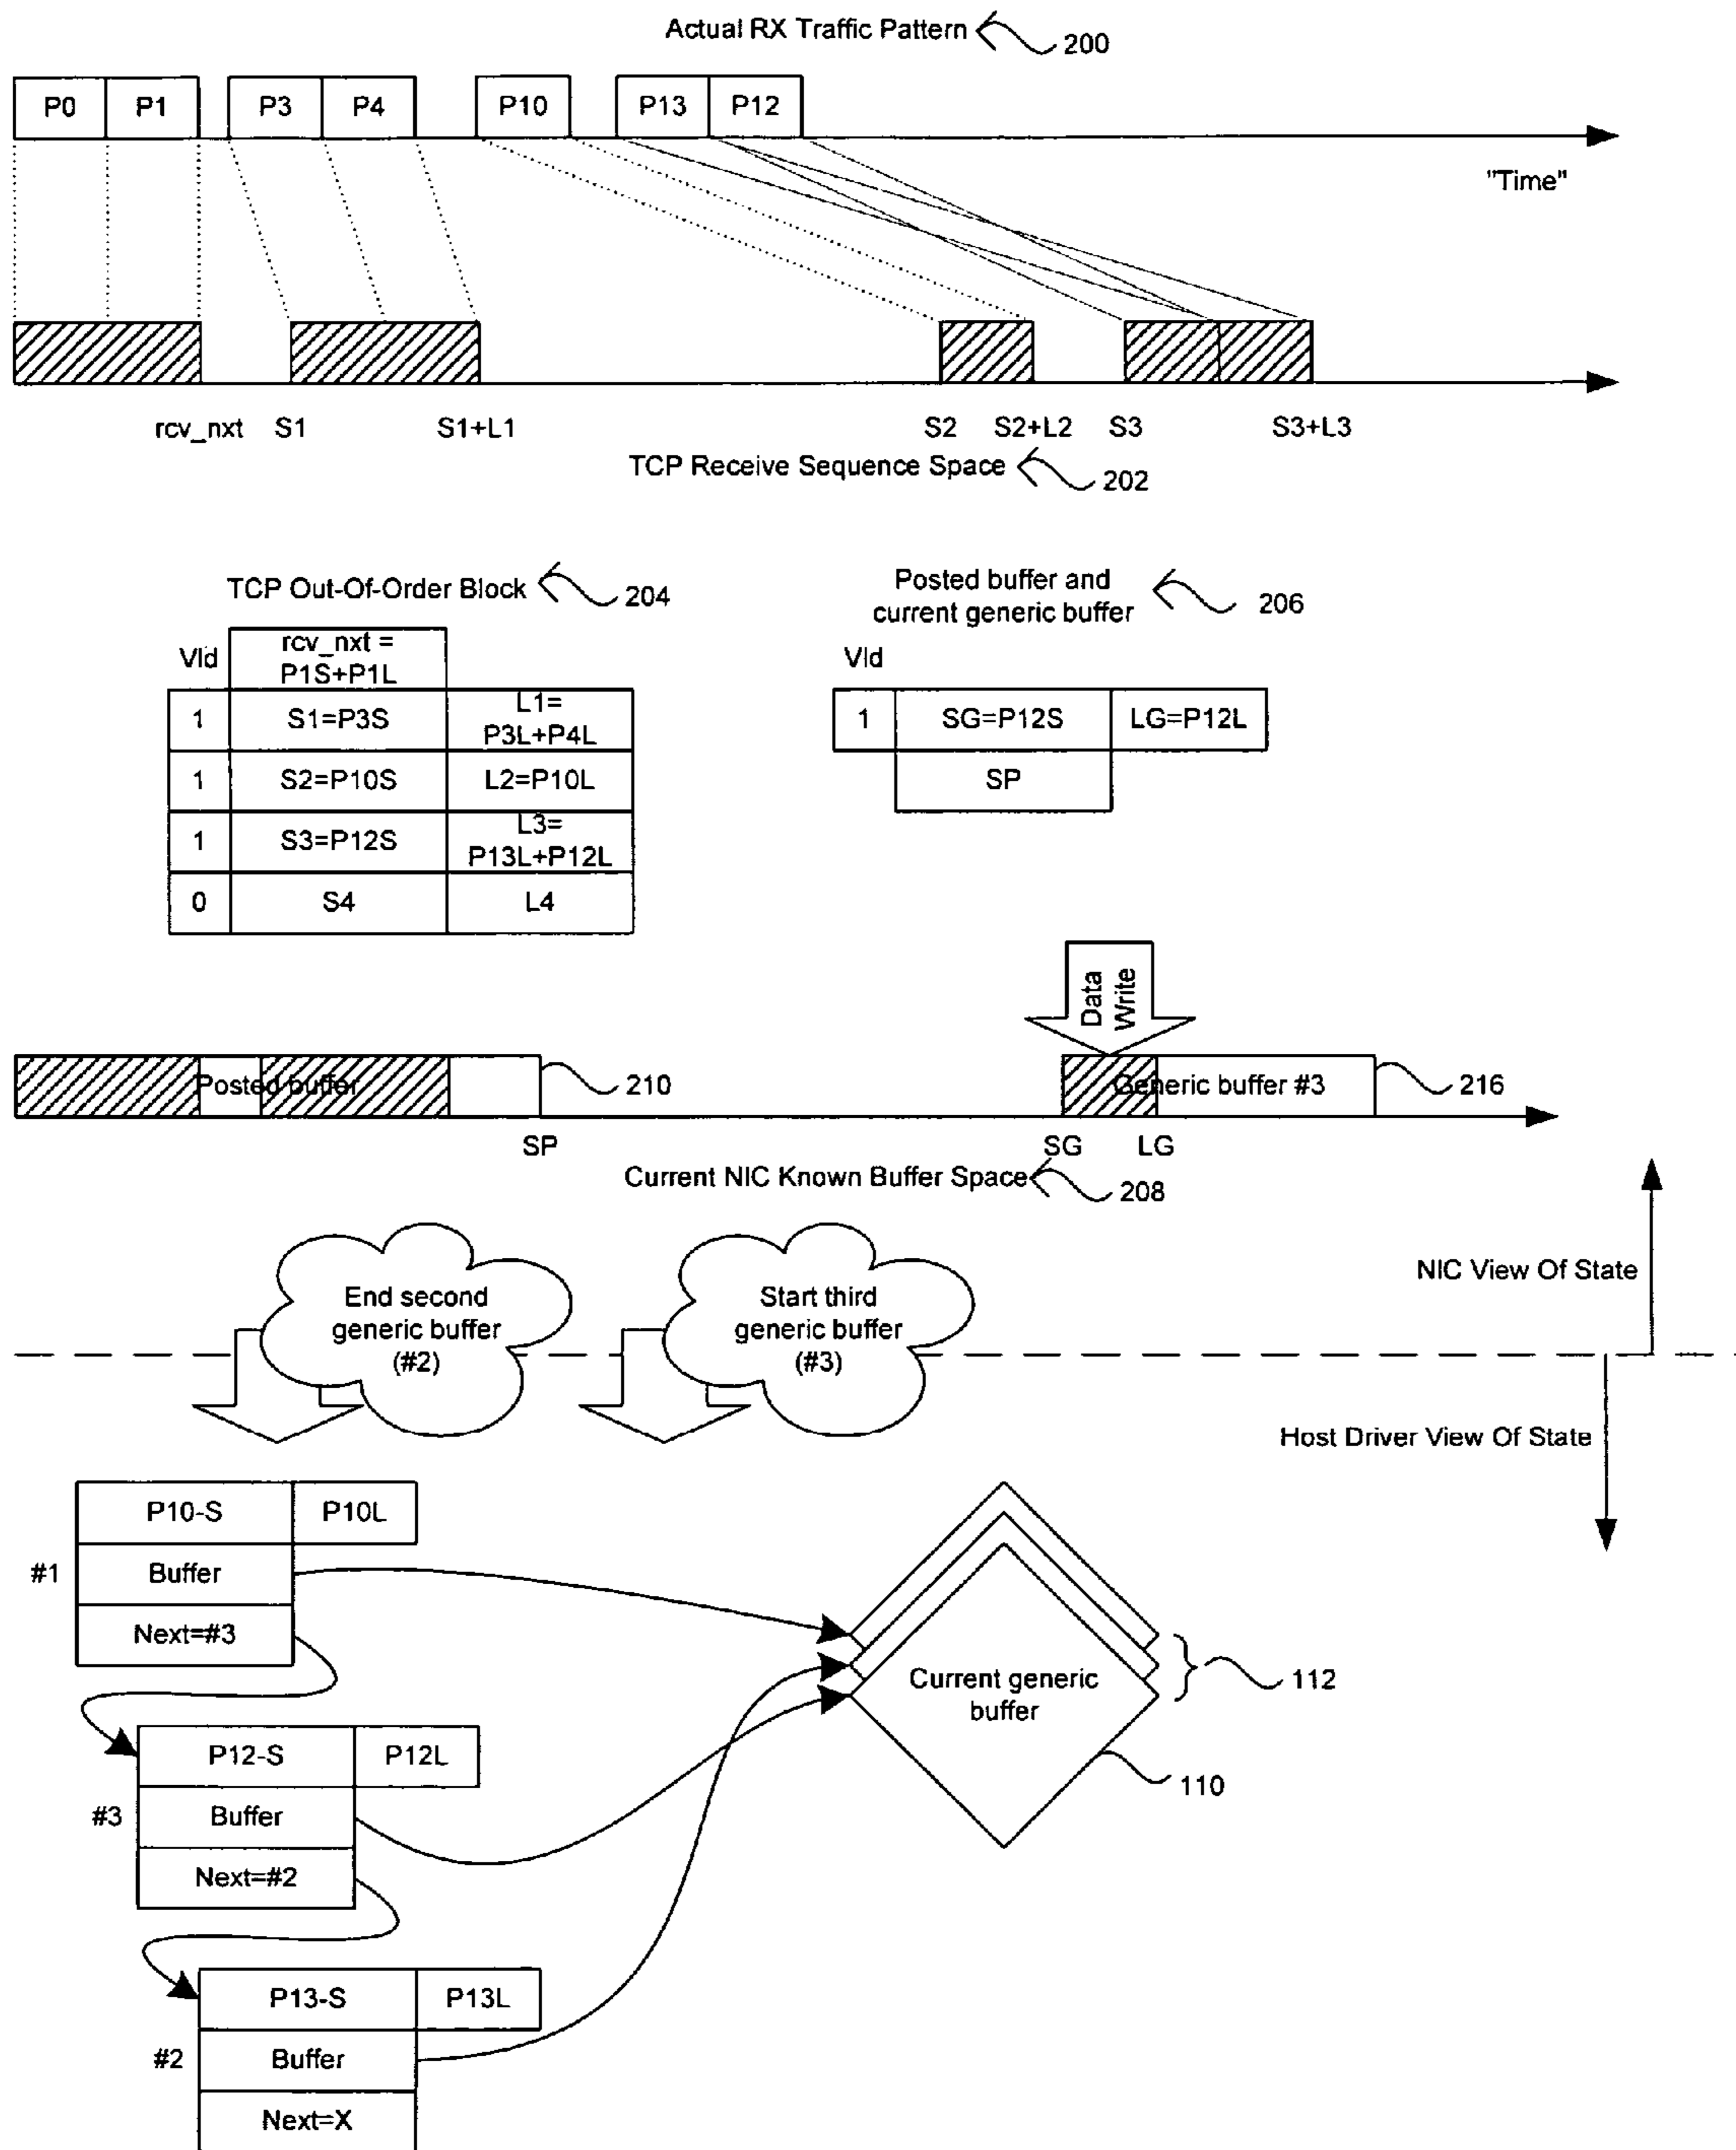 Actual RX Traffic Pattern
200
P0
P1
P3
P4
P10
P13
P12
"Time"
rcv_nxt
S1
S1+L1
S2
S2+L2
S3
S3+L3
TCP Receive Sequence Space
202
TCP Out-Of-Order Block
204
Posted buffer and
current generic buffer
206
Vld
rcv_nxt =
P1S+P1L
1
S1=P3S
L1=
P3L+P4L
1
S2=P10S
L2=P10L
1
S3=P12S
L3=
P13L+P12L
0
S4
L4
Vld
1
SG=P12S
LG=P12L
SP
Data
Write
Posted buffer
210
Generic buffer #3
216
SP
SG
LG
Current NIC Known Buffer Space
208
End second
generic buffer
(#2)
Start third
generic buffer
(#3)
NIC View Of State
Host Driver View Of State
P10-S
P10L
#1
Buffer
Next=#3
Current generic
buffer
112
110
P12-S
P12L
#3
Buffer
Next=#2
P13-S
P13L
#2
Buffer
Next=X